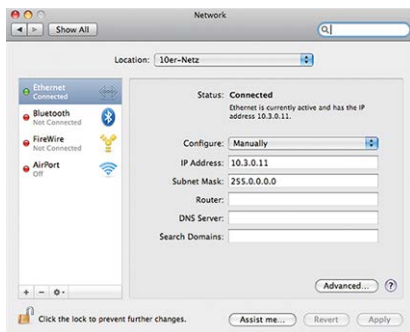 Network
Show All
Location: 10er-Netz
Ethernet
Connected
Bluetooth
Not Connected
FireWire
Not Connected
AirPort
Off
Status: Connected
Ethernet is currently active and has the IP
address 10.3.0.11.
Configure: Manually
IP Address: 10.3.0.11
Subnet Mask: 255.0.0.0
Router:
DNS Server:
Search Domains:
Advanced... ?
+ −
Click the lock to prevent further changes.
Assist me... Revert Apply